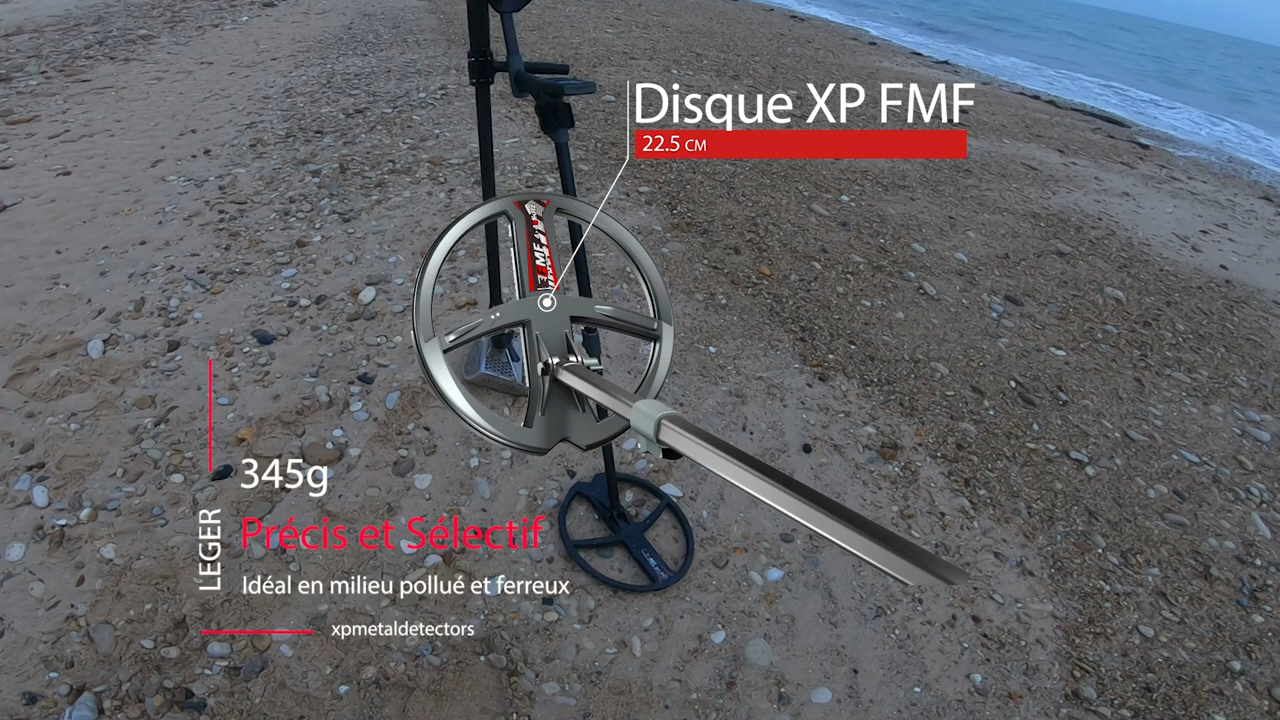 Disque XP FMF
22.5 CM
345g
LEGER
Précis et Sélectif
Idéal en milieu pollué et ferreux
xpmetaldetectors